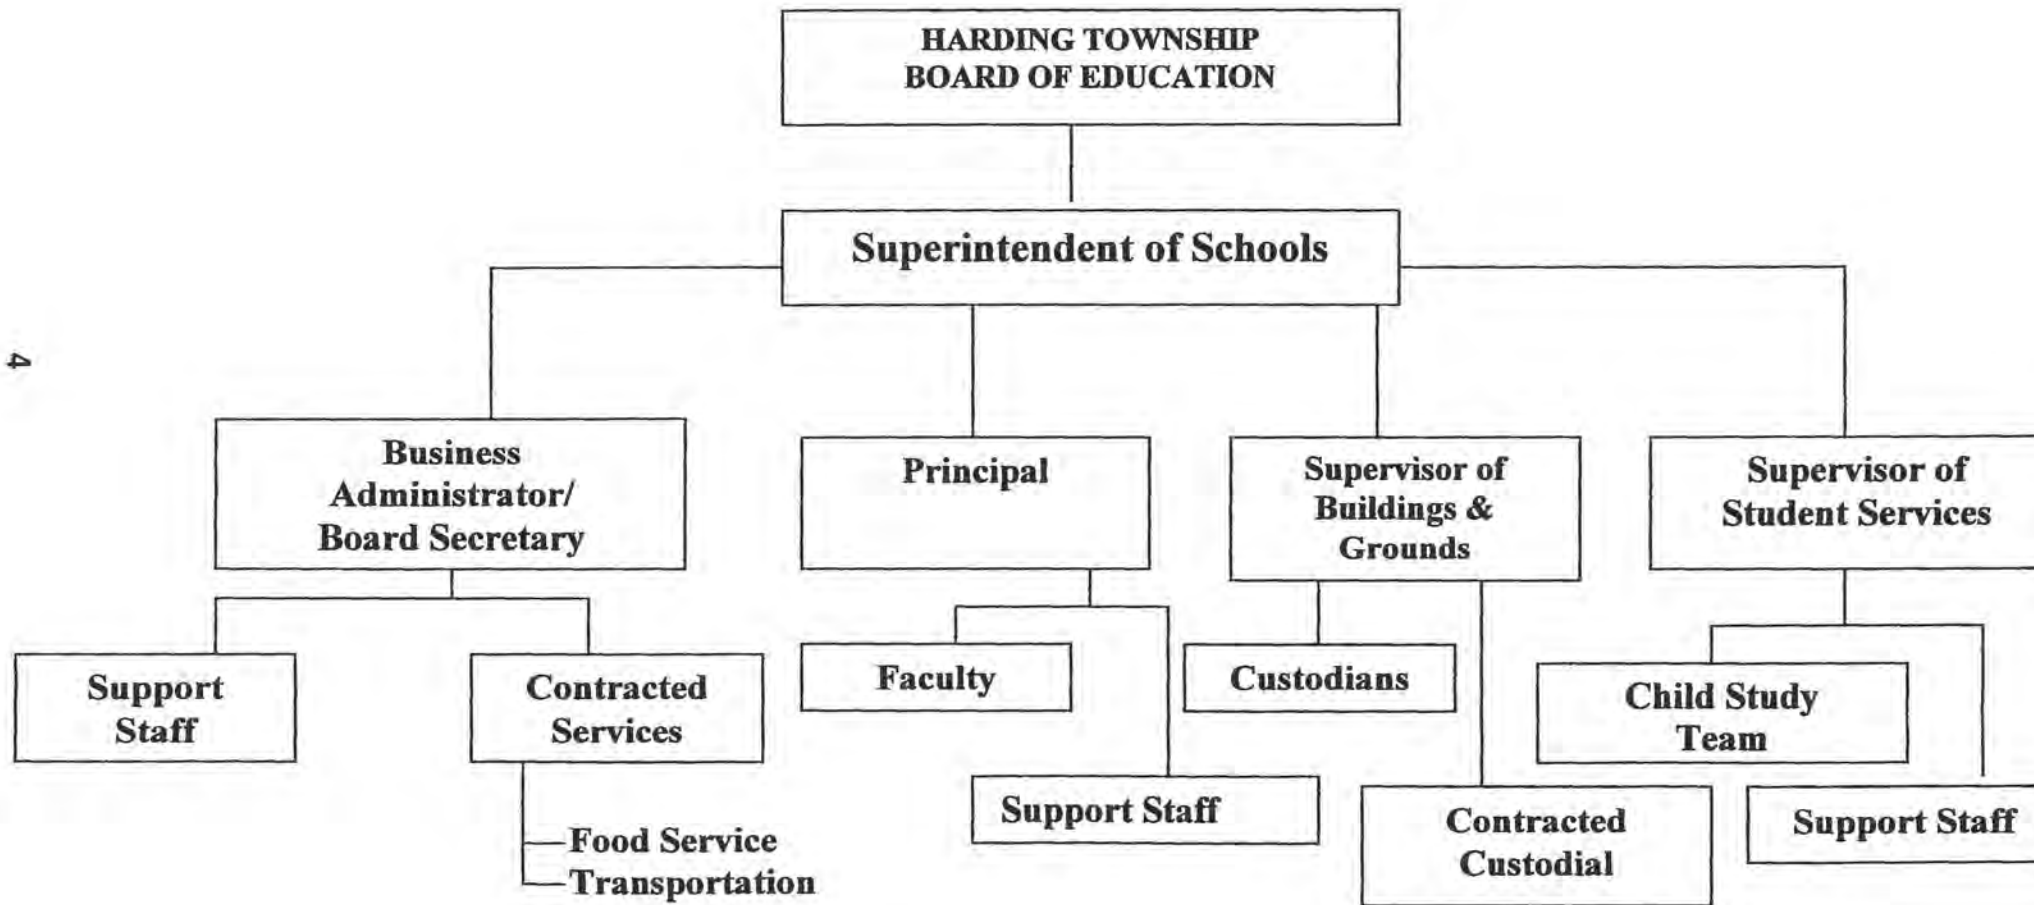 HARDING TOWNSHIP
BOARD OF EDUCATION
Superintendent of Schools
4
Business
Administrator/
Board Secretary
Principal
Supervisor of
Buildings &
Grounds
Supervisor of
Student Services
Support
Staff
Contracted
Services
Faculty
Custodians
Child Study
Team
Support Staff
Contracted
Custodial
Support Staff
Food Service
Transportation